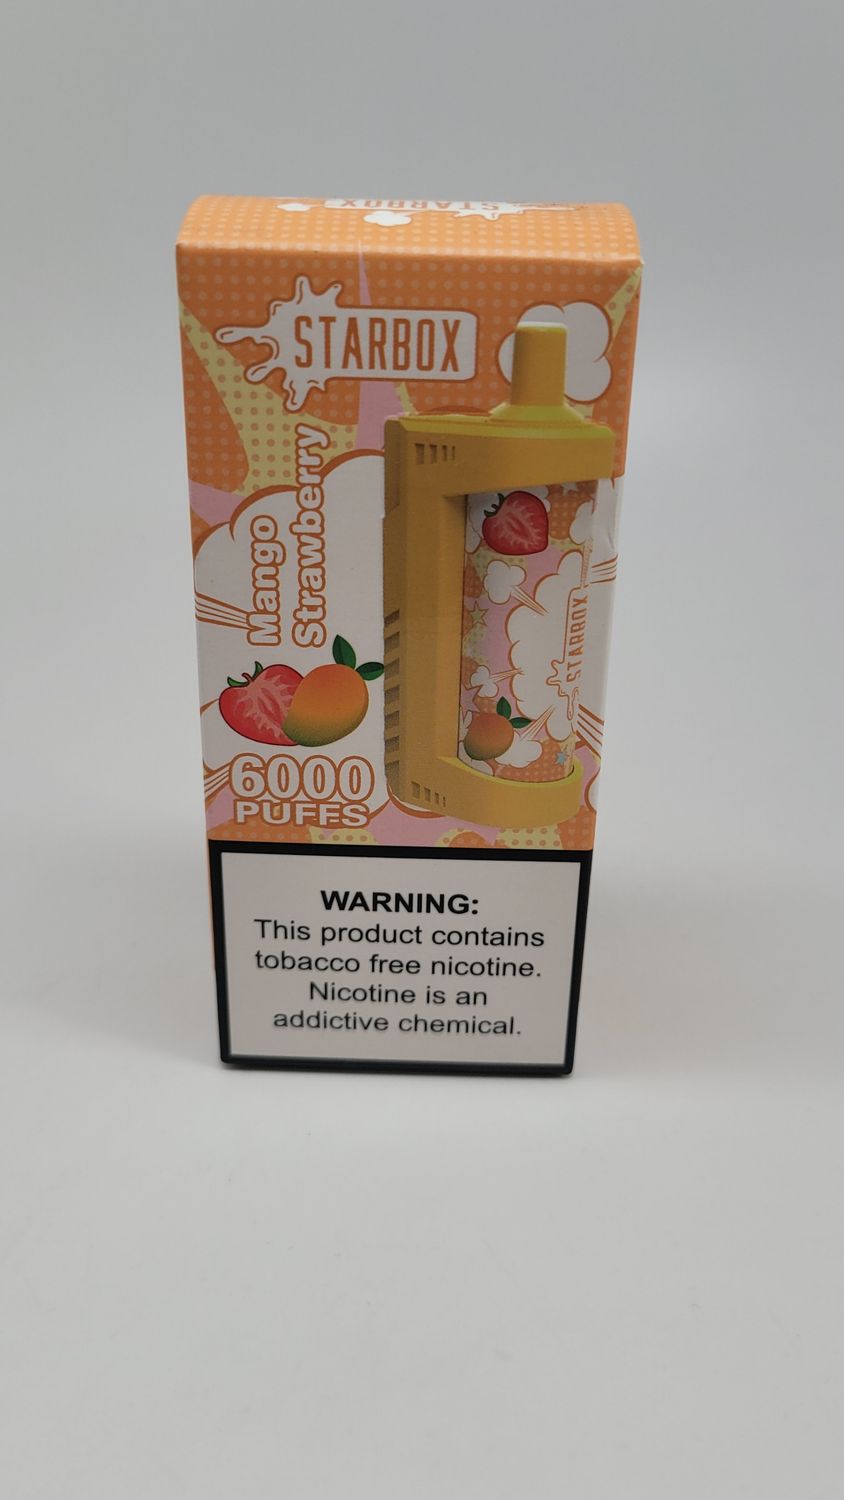 STARBOX
STARBOX
Mango
Strawberry
STARBOX
6000
PUFFS
WARNING:
This product contains
tobacco free nicotine.
Nicotine is an
addictive chemical.